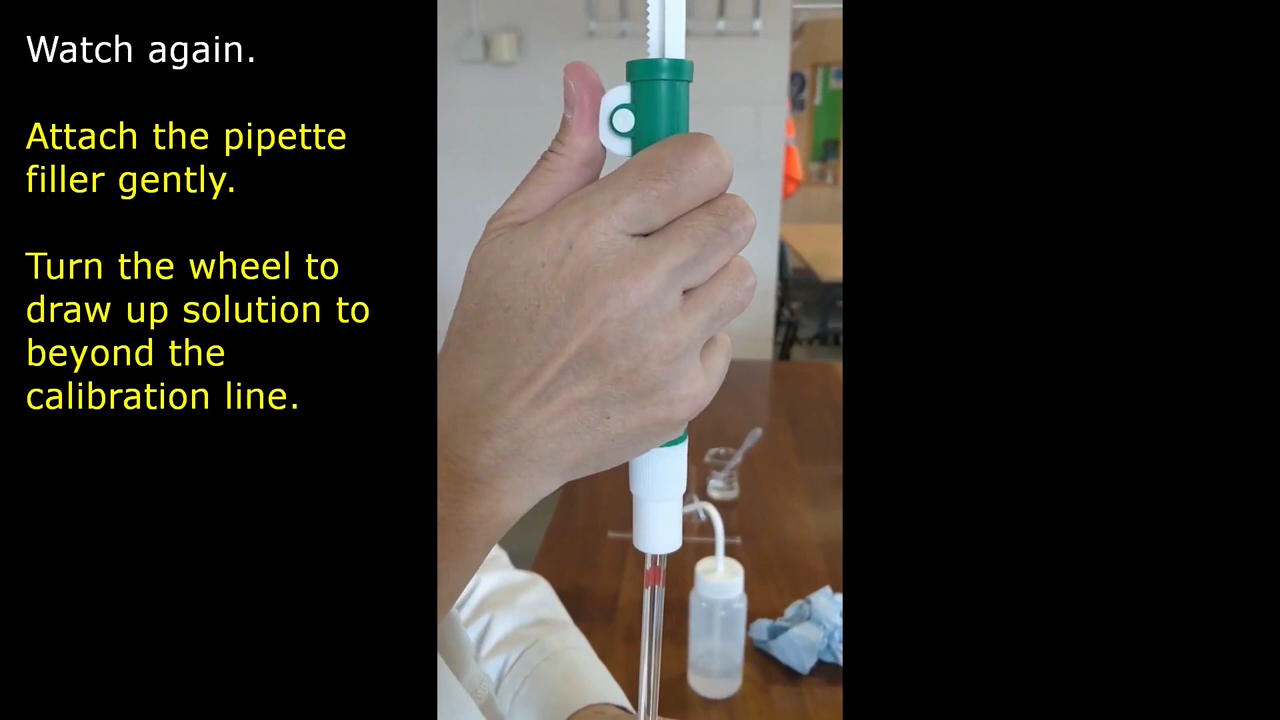 Watch again.
Attach the pipette
filler gently.
Turn the wheel to
draw up solution to
beyond the
calibration line.